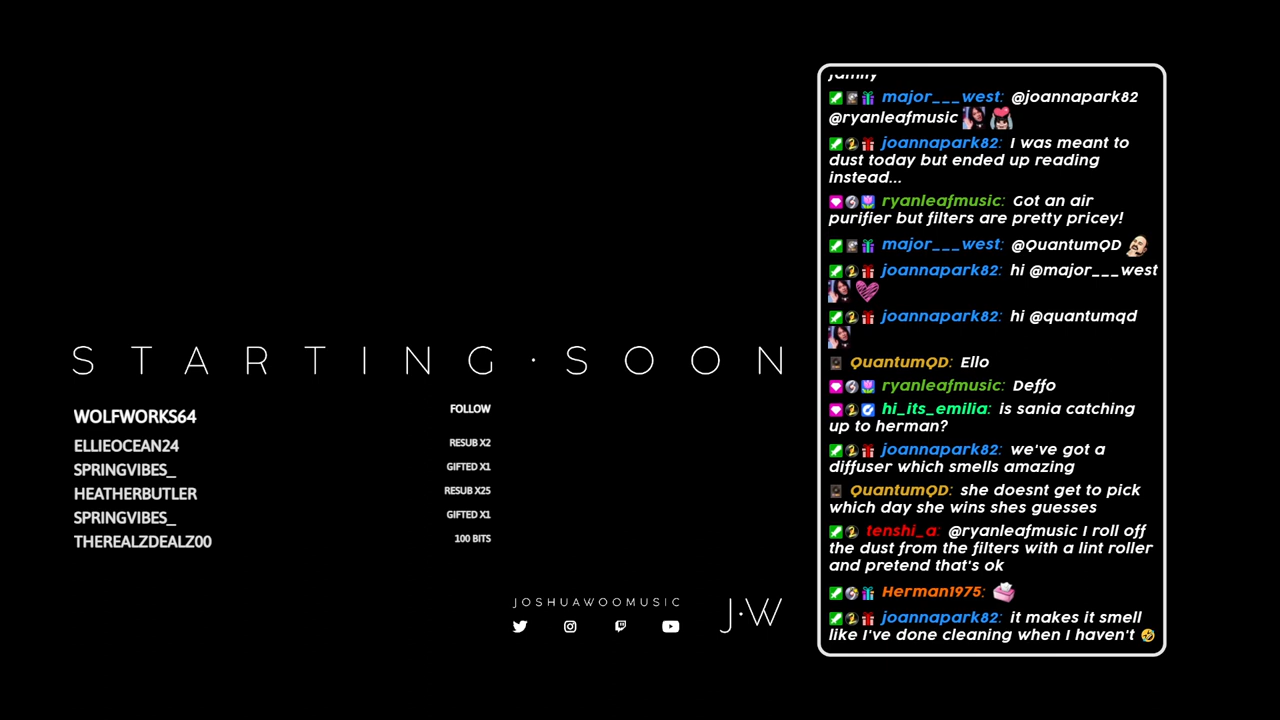 STARTING·SOON
WOLFWORKS64 FOLLOW
ELLIEOCEAN24 RESUB X2
SPRINGVIBES_ GIFTED X1
HEATHERBUTLER RESUB X25
SPRINGVIBES_ GIFTED X1
THEREALZDEALZ00 100 BITS
JOSHUAWOOMUSIC
J·W
family
major___west: @joannapark82
@ryanleafmusic
joannapark82: I was meant to
dust today but ended up reading
instead...
ryanleafmusic: Got an air
purifier but filters are pretty pricey!
major___west: @QuantumQD
joannapark82: hi @major___west
joannapark82: hi @quantumqd
QuantumQD: Ello
ryanleafmusic: Deffo
hi_its_emilia: is sania catching
up to herman?
joannapark82: we've got a
diffuser which smells amazing
QuantumQD: she doesnt get to pick
which day she wins shes guesses
tenshi_a: @ryanleafmusic I roll off
the dust from the filters with a lint roller
and pretend that's ok
Herman1975:
joannapark82: it makes it smell
like I've done cleaning when I haven't 🤣